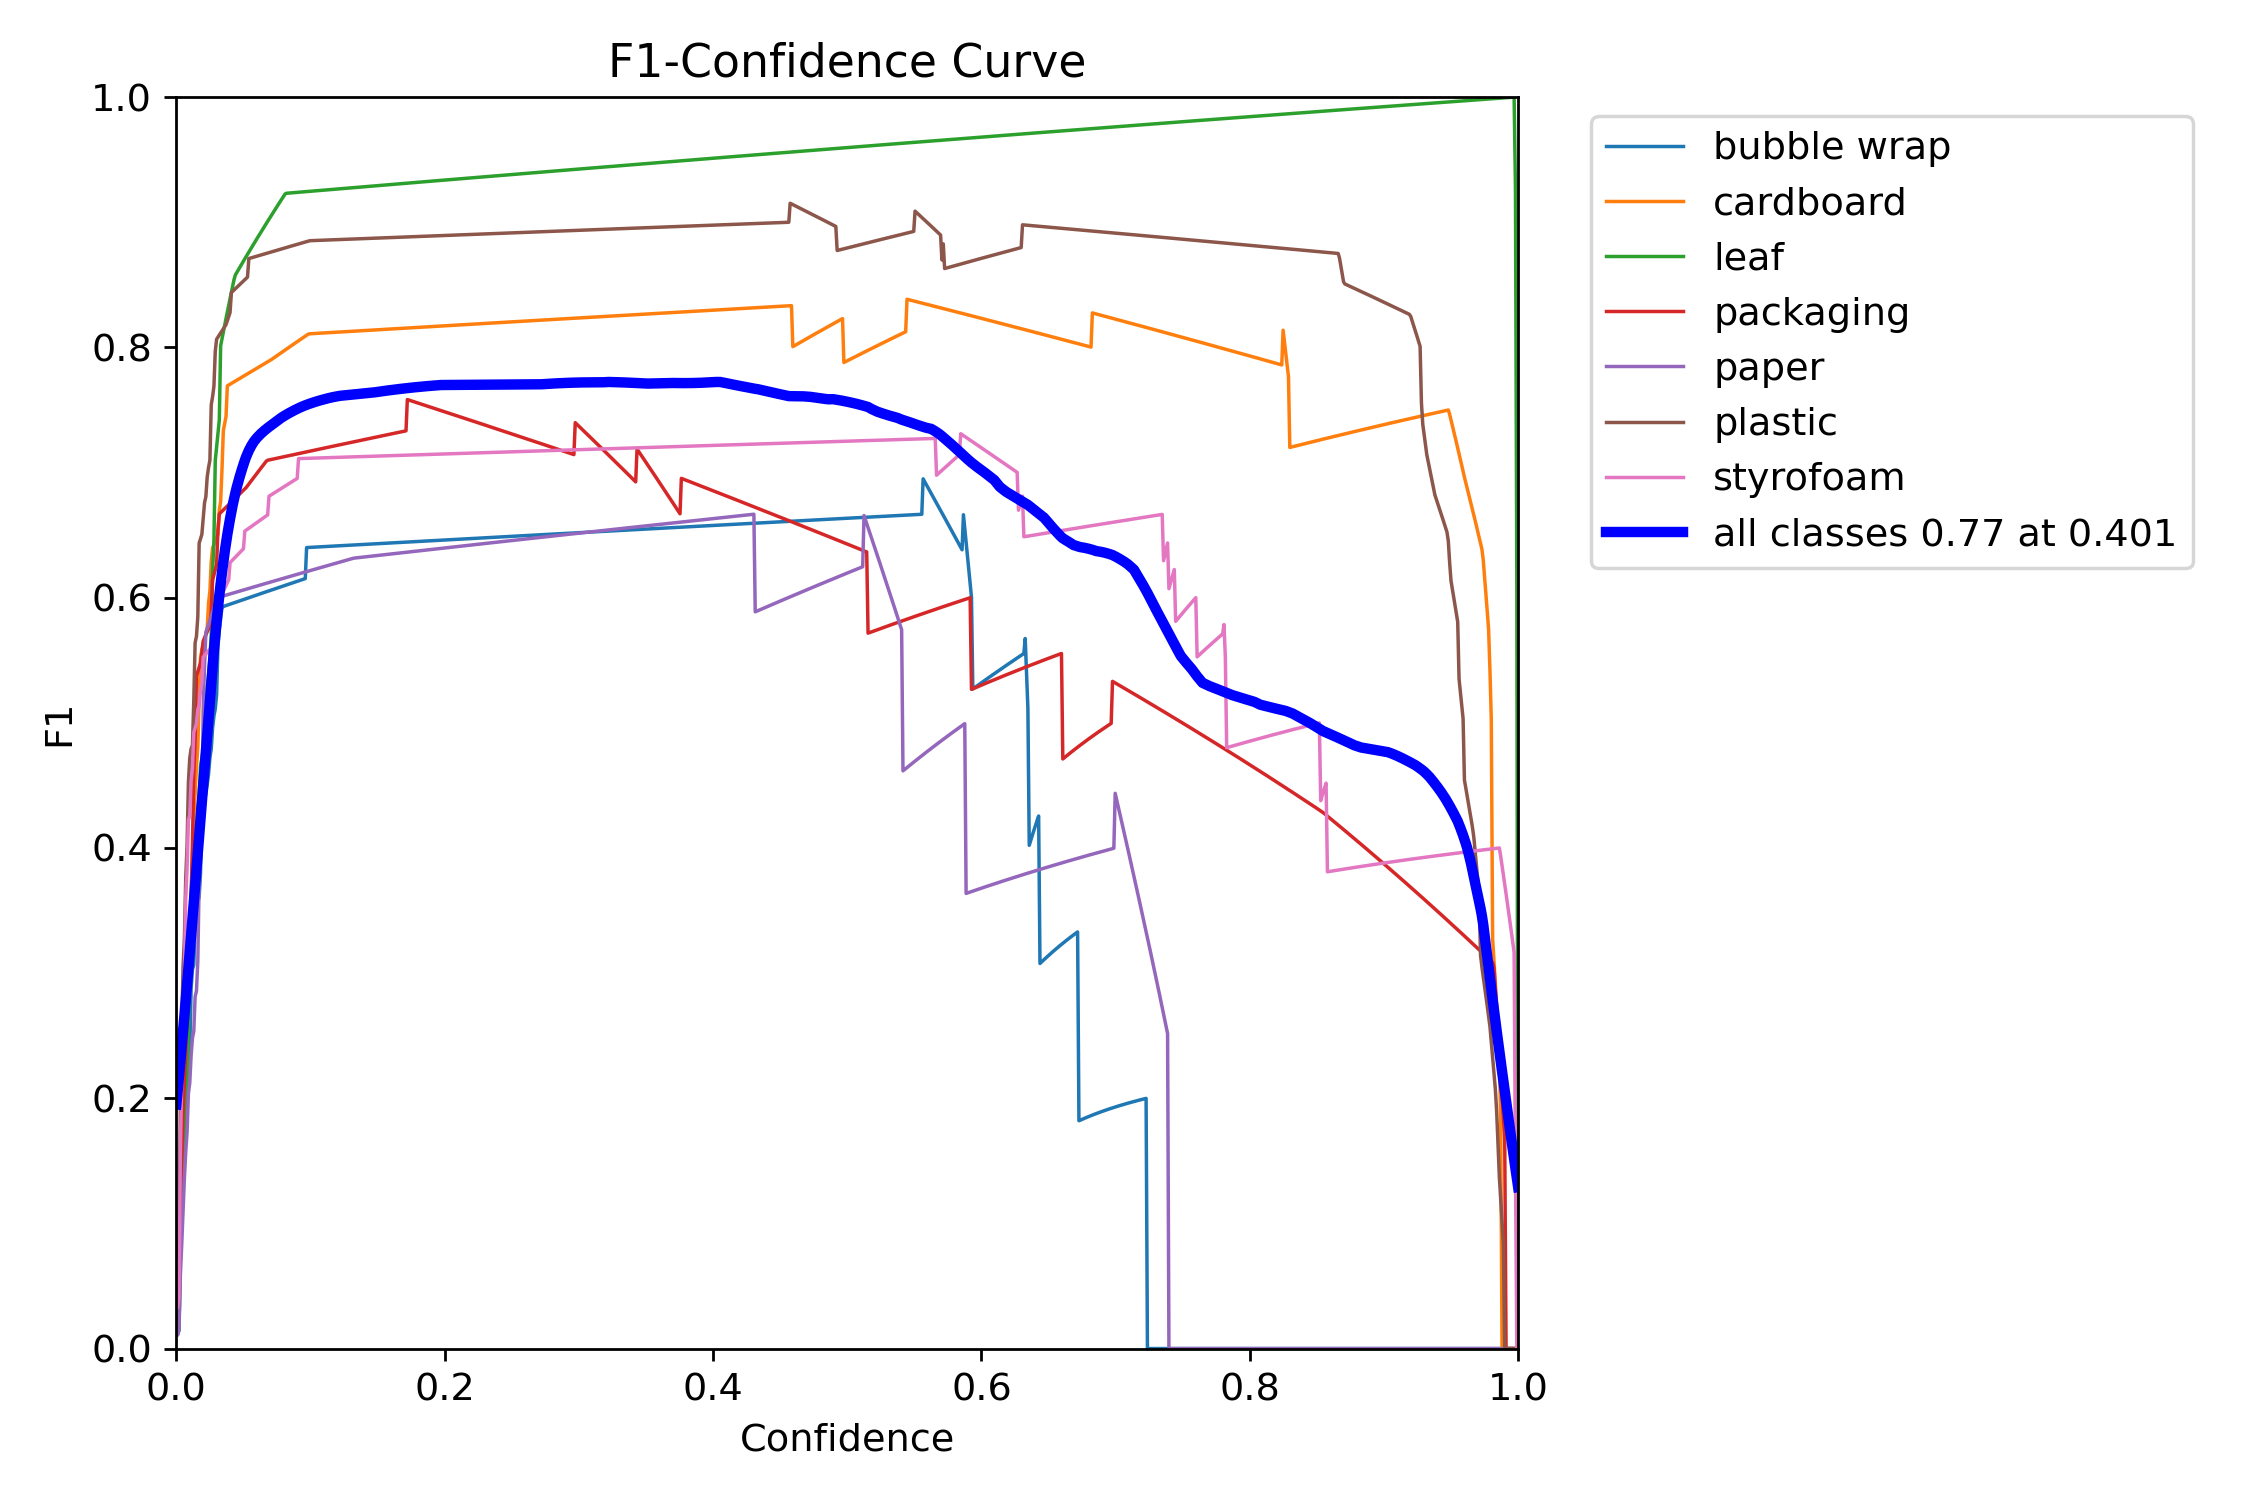 F1-Confidence Curve
1.0
0.8
0.6
0.4
0.2
0.0
F1
0.0 0.2 0.4 0.6 0.8 1.0
Confidence
bubble wrap
cardboard
leaf
packaging
paper
plastic
styrofoam
all classes 0.77 at 0.401